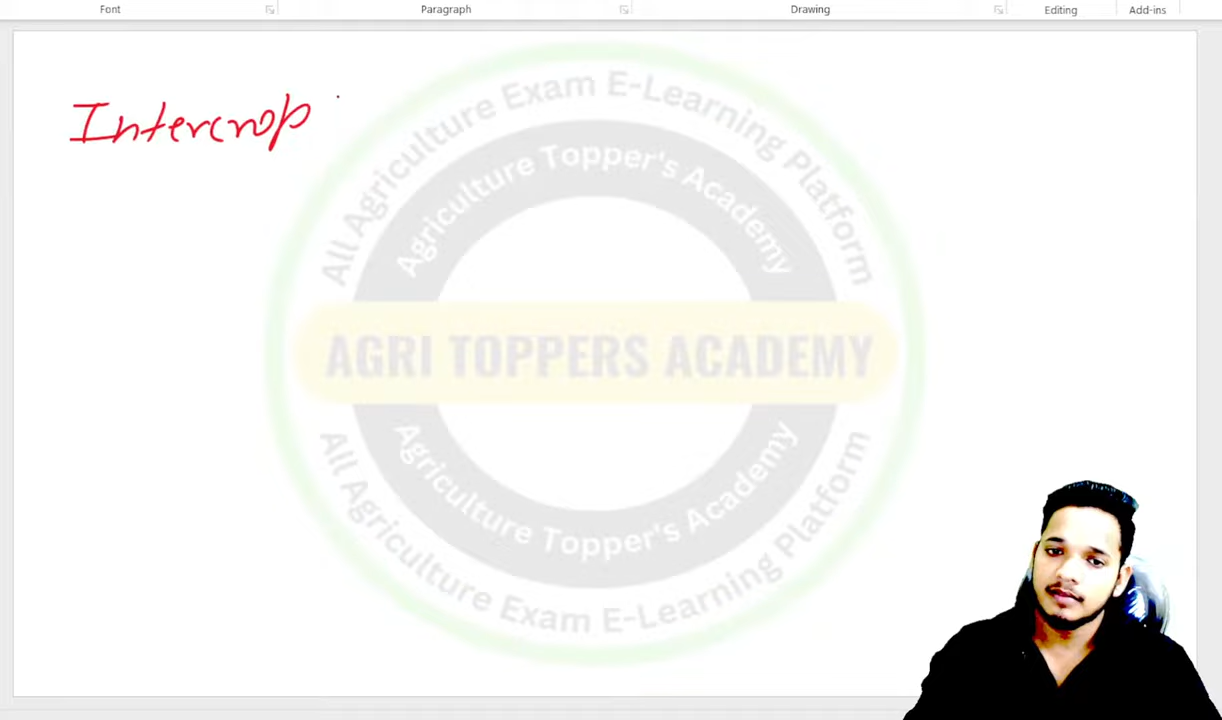 Font Paragraph Drawing Editing Add-ins
Intercrop
All Agriculture Exam E-Learning Platform
Agriculture Topper's Academy
AGRI TOPPERS ACADEMY
Agriculture Topper's Academy
All Agriculture Exam E-Learning Platform